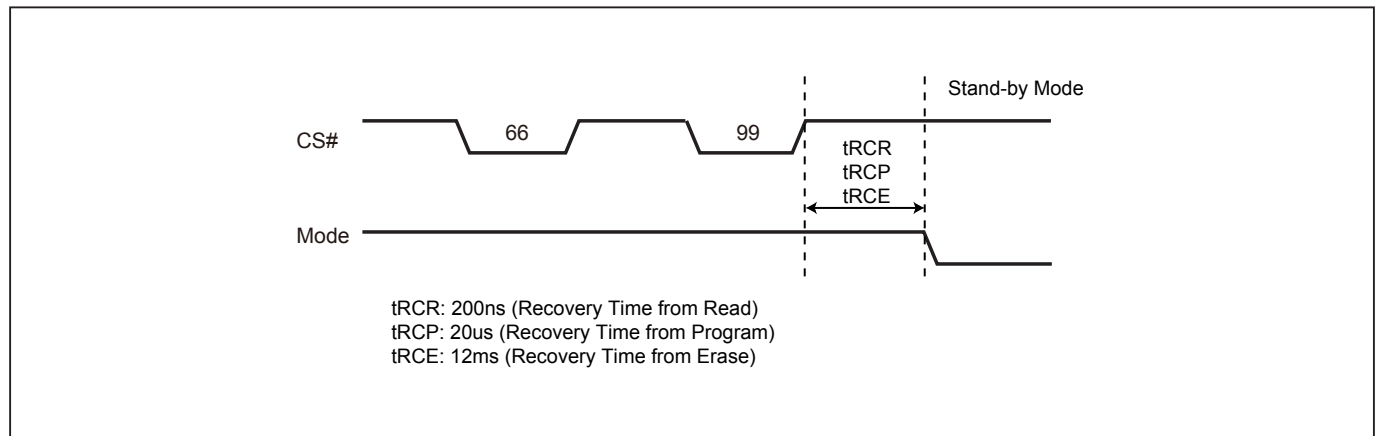 Stand-by Mode
CS#
66
99
tRCR
tRCP
tRCE
Mode
tRCR: 200ns (Recovery Time from Read)
tRCP: 20us (Recovery Time from Program)
tRCE: 12ms (Recovery Time from Erase)